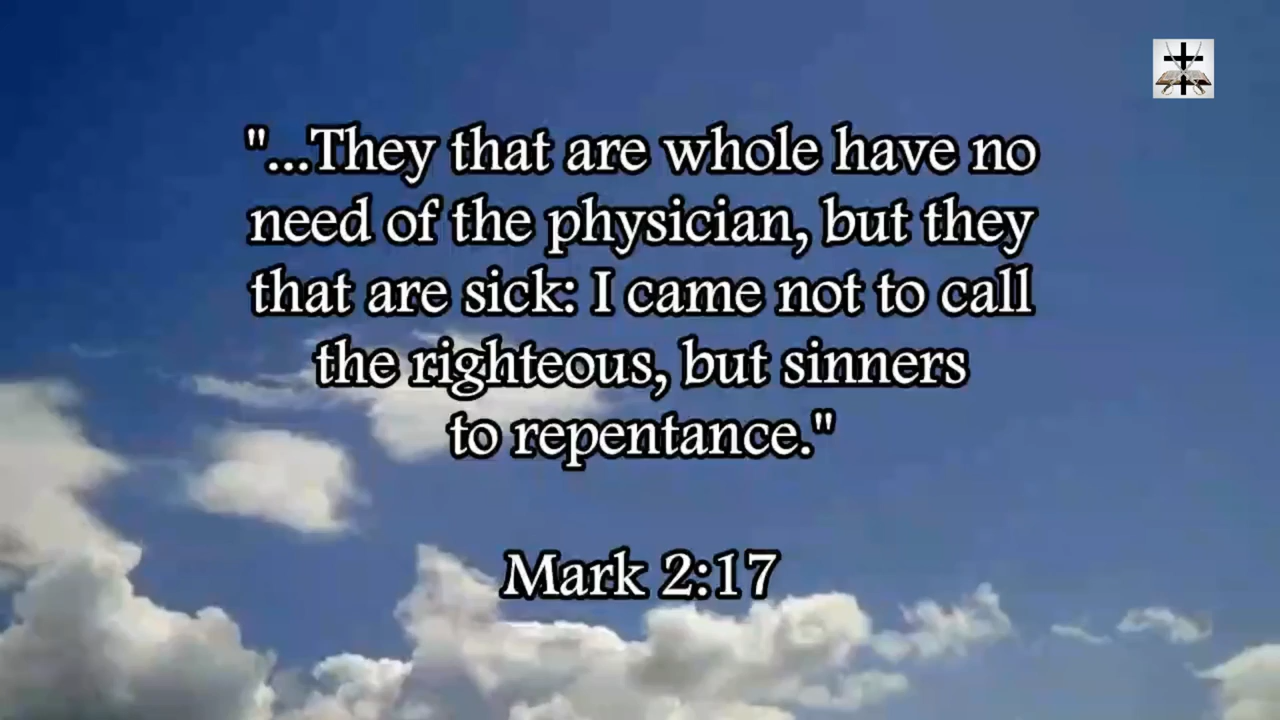 "...They that are whole have no
need of the physician, but they
that are sick: I came not to call
the righteous, but sinners
to repentance."
Mark 2:17